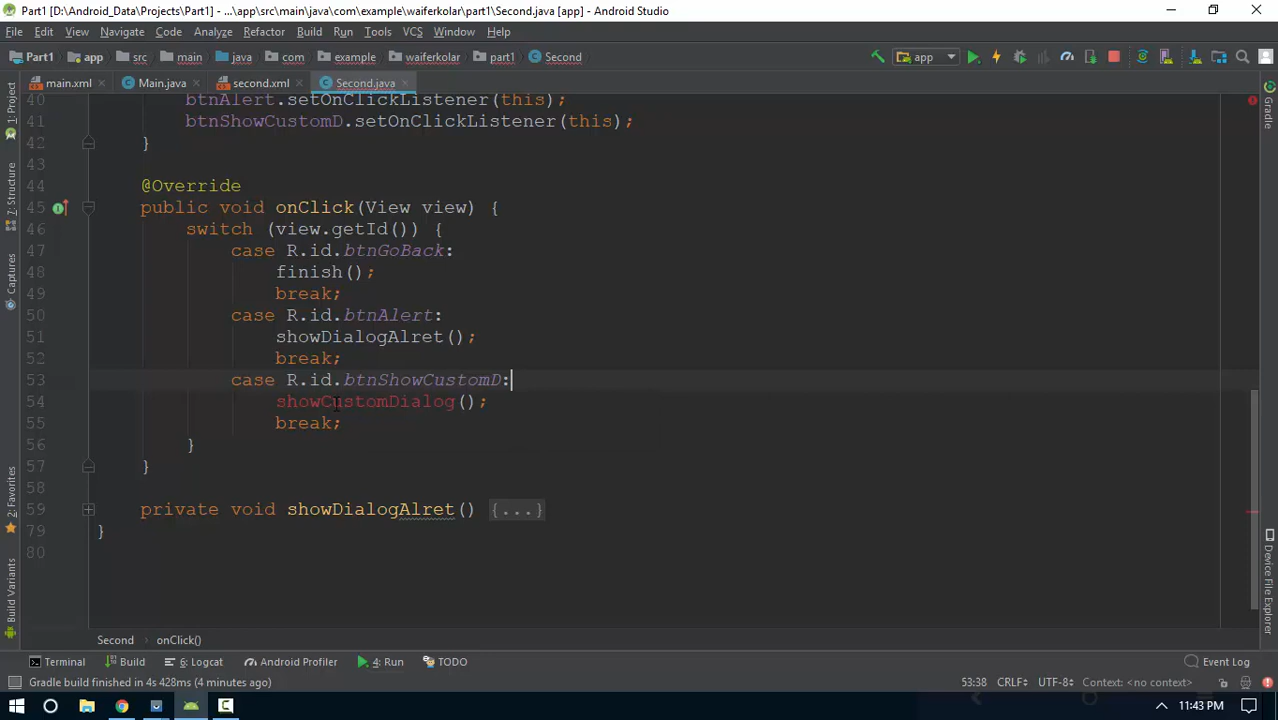 Part1 [D:\Android_Data\Projects\Part1] - ...\app\src\main\java\com\example\waiferkolar\part1\Second.java [app] - Android Studio
File Edit View Navigate Code Analyze Refactor Build Run Tools VCS Window Help
Part1 app src main java com example waiferkolar part1 Second app
main.xml Main.java second.xml Second.java
1: Project
7: Structure
Captures
2: Favorites
Build Variants
Gradle
Device File Explorer
40 btnAlert.setOnClickListener(this);
41 btnShowCustomD.setOnClickListener(this);
42 }
43
44 @Override
45 public void onClick(View view) {
46 switch (view.getId()) {
47 case R.id.btnGoBack:
48 finish();
49 break;
50 case R.id.btnAlert:
51 showDialogAlret();
52 break;
53 case R.id.btnShowCustomD:
54 showCustomDialog();
55 break;
56 }
57 }
58
59 private void showDialogAlret() {...}
79 }
80
Second onClick()
Terminal Build 6: Logcat Android Profiler 4: Run TODO Event Log
Gradle build finished in 4s 428ms (4 minutes ago) 53:38 CRLF UTF-8 Context: <no context>
11:43 PM